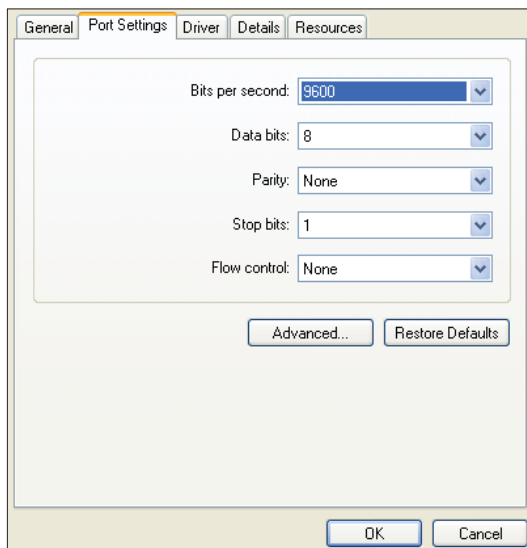 General Port Settings Driver Details Resources
Bits per second: 9600
Data bits: 8
Parity: None
Stop bits: 1
Flow control: None
Advanced... Restore Defaults
OK Cancel